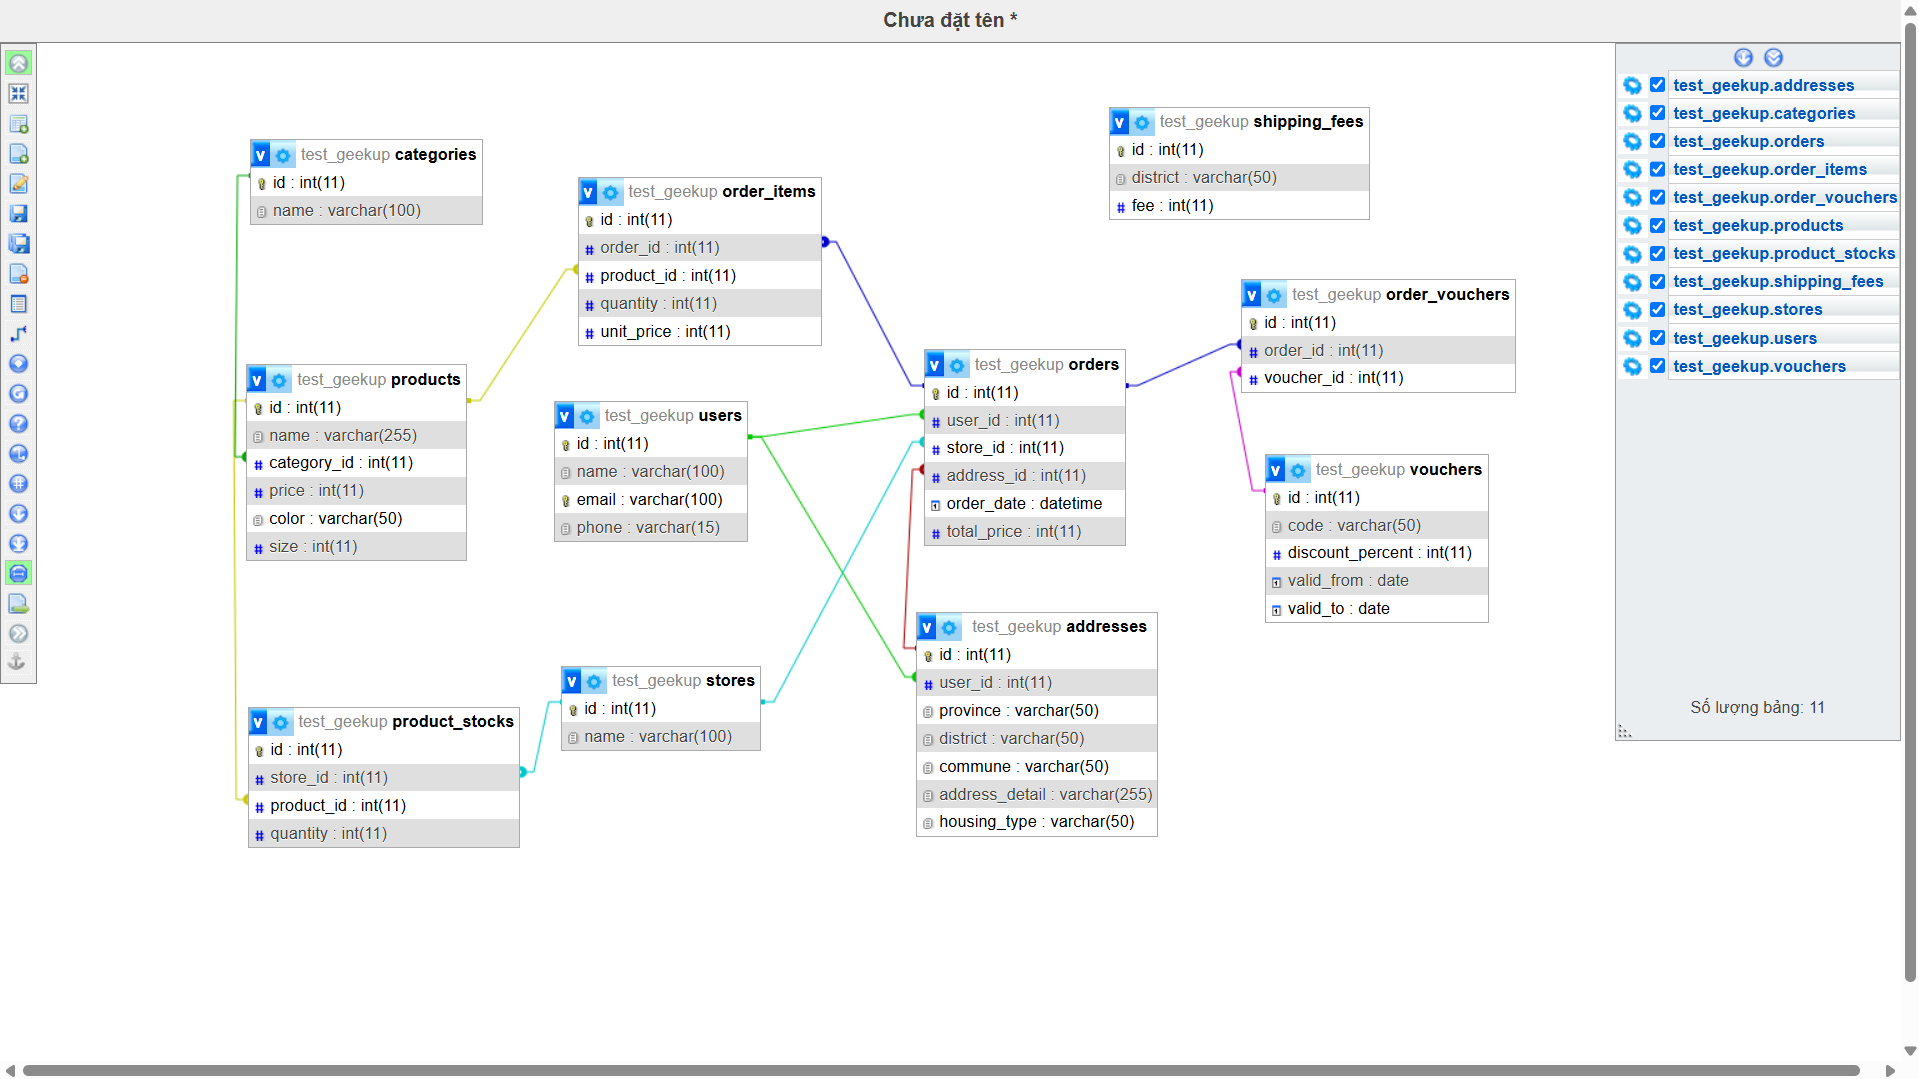 Chưa đặt tên *
test_geekup categories
id : int(11)
name : varchar(100)
test_geekup products
id : int(11)
name : varchar(255)
category_id : int(11)
price : int(11)
color : varchar(50)
size : int(11)
test_geekup product_stocks
id : int(11)
store_id : int(11)
product_id : int(11)
quantity : int(11)
test_geekup order_items
id : int(11)
order_id : int(11)
product_id : int(11)
quantity : int(11)
unit_price : int(11)
test_geekup users
id : int(11)
name : varchar(100)
email : varchar(100)
phone : varchar(15)
test_geekup stores
id : int(11)
name : varchar(100)
test_geekup orders
id : int(11)
user_id : int(11)
store_id : int(11)
address_id : int(11)
order_date : datetime
total_price : int(11)
test_geekup addresses
id : int(11)
user_id : int(11)
province : varchar(50)
district : varchar(50)
commune : varchar(50)
address_detail : varchar(255)
housing_type : varchar(50)
test_geekup shipping_fees
id : int(11)
district : varchar(50)
fee : int(11)
test_geekup order_vouchers
id : int(11)
order_id : int(11)
voucher_id : int(11)
test_geekup vouchers
id : int(11)
code : varchar(50)
discount_percent : int(11)
valid_from : date
valid_to : date
test_geekup.addresses
test_geekup.categories
test_geekup.orders
test_geekup.order_items
test_geekup.order_vouchers
test_geekup.products
test_geekup.product_stocks
test_geekup.shipping_fees
test_geekup.stores
test_geekup.users
test_geekup.vouchers
Số lượng bảng: 11